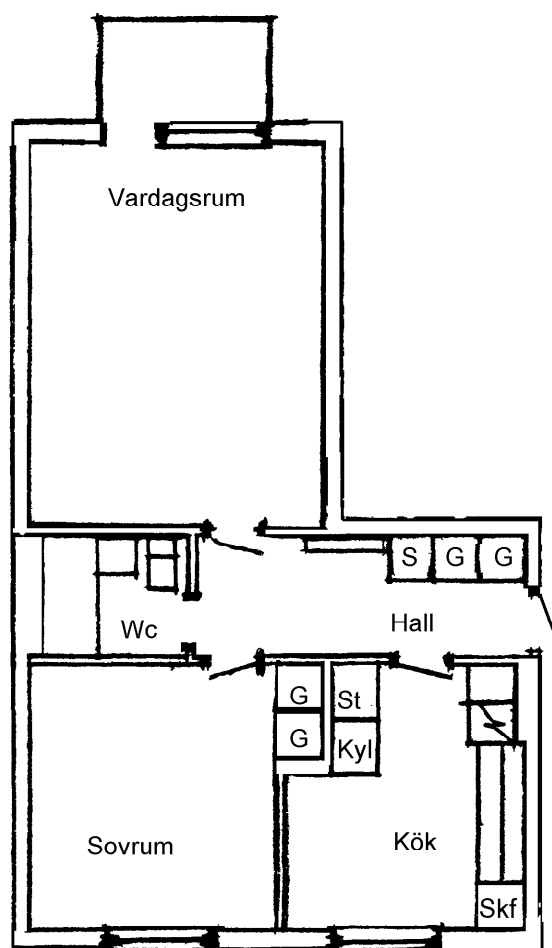 Vardagsrum
S G G
Wc
Hall
G
St
G
Kyl
Sovrum
Kök
Skf